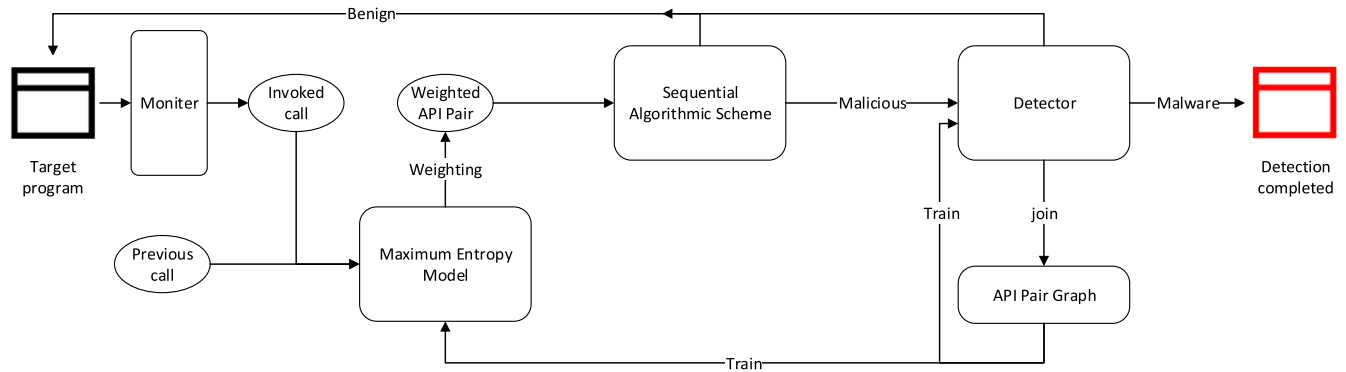 Benign
Target
program
Moniter
Invoked
call
Previous
call
Weighted
API Pair
Weighting
Maximum Entropy
Model
Sequential
Algorithmic Scheme
Malicious
Detector
Malware
Detection
completed
Train
join
API Pair Graph
Train